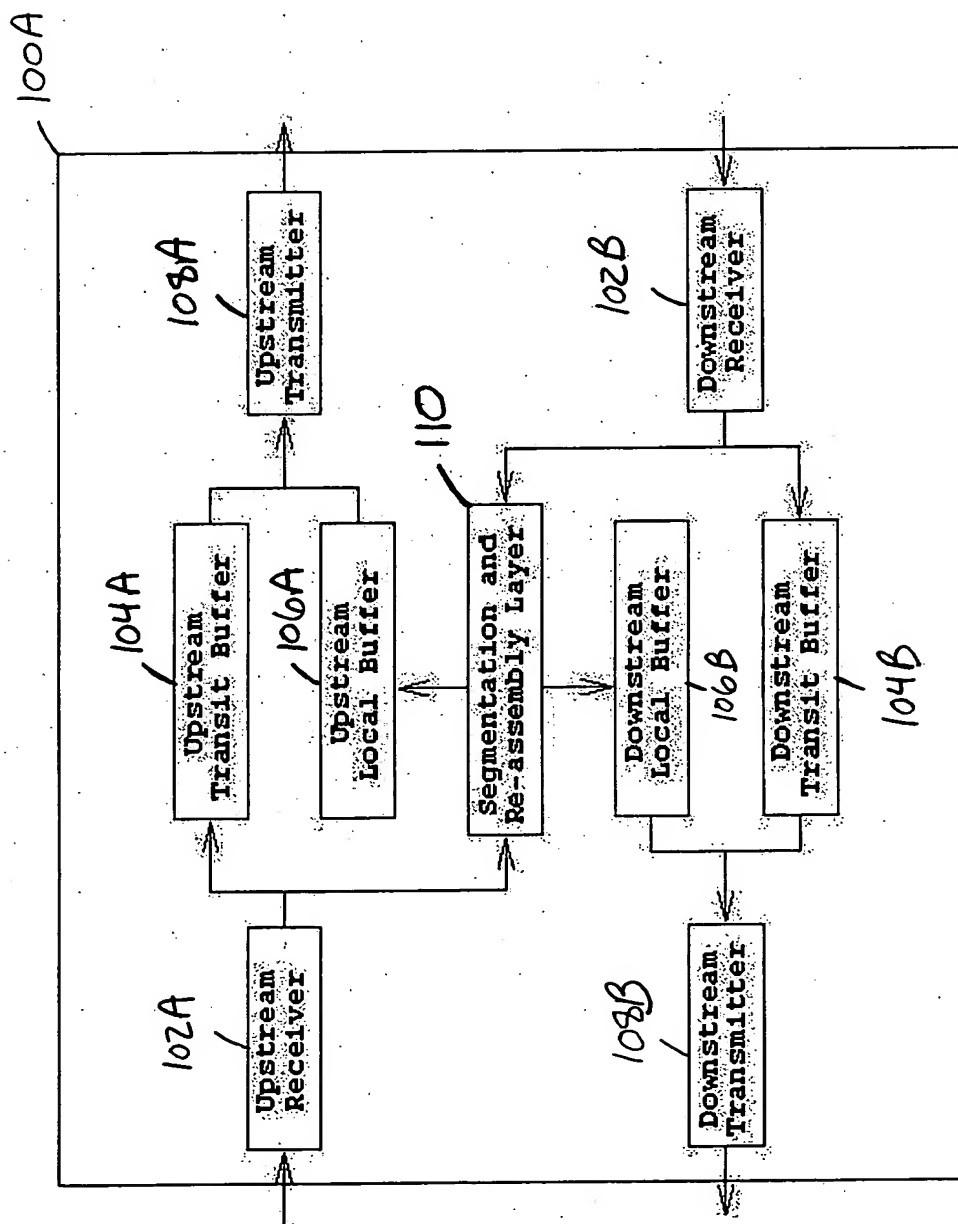 100A
102A
Upstream
Receiver
104A
Upstream
Transit Buffer
106A
Upstream
Local Buffer
108A
Upstream
Transmitter
110
Segmentation and
Re-assembly Layer
108B
Downstream
Transmitter
Downstream
Local Buffer
106B
Downstream
Transit Buffer
104B
102B
Downstream
Receiver